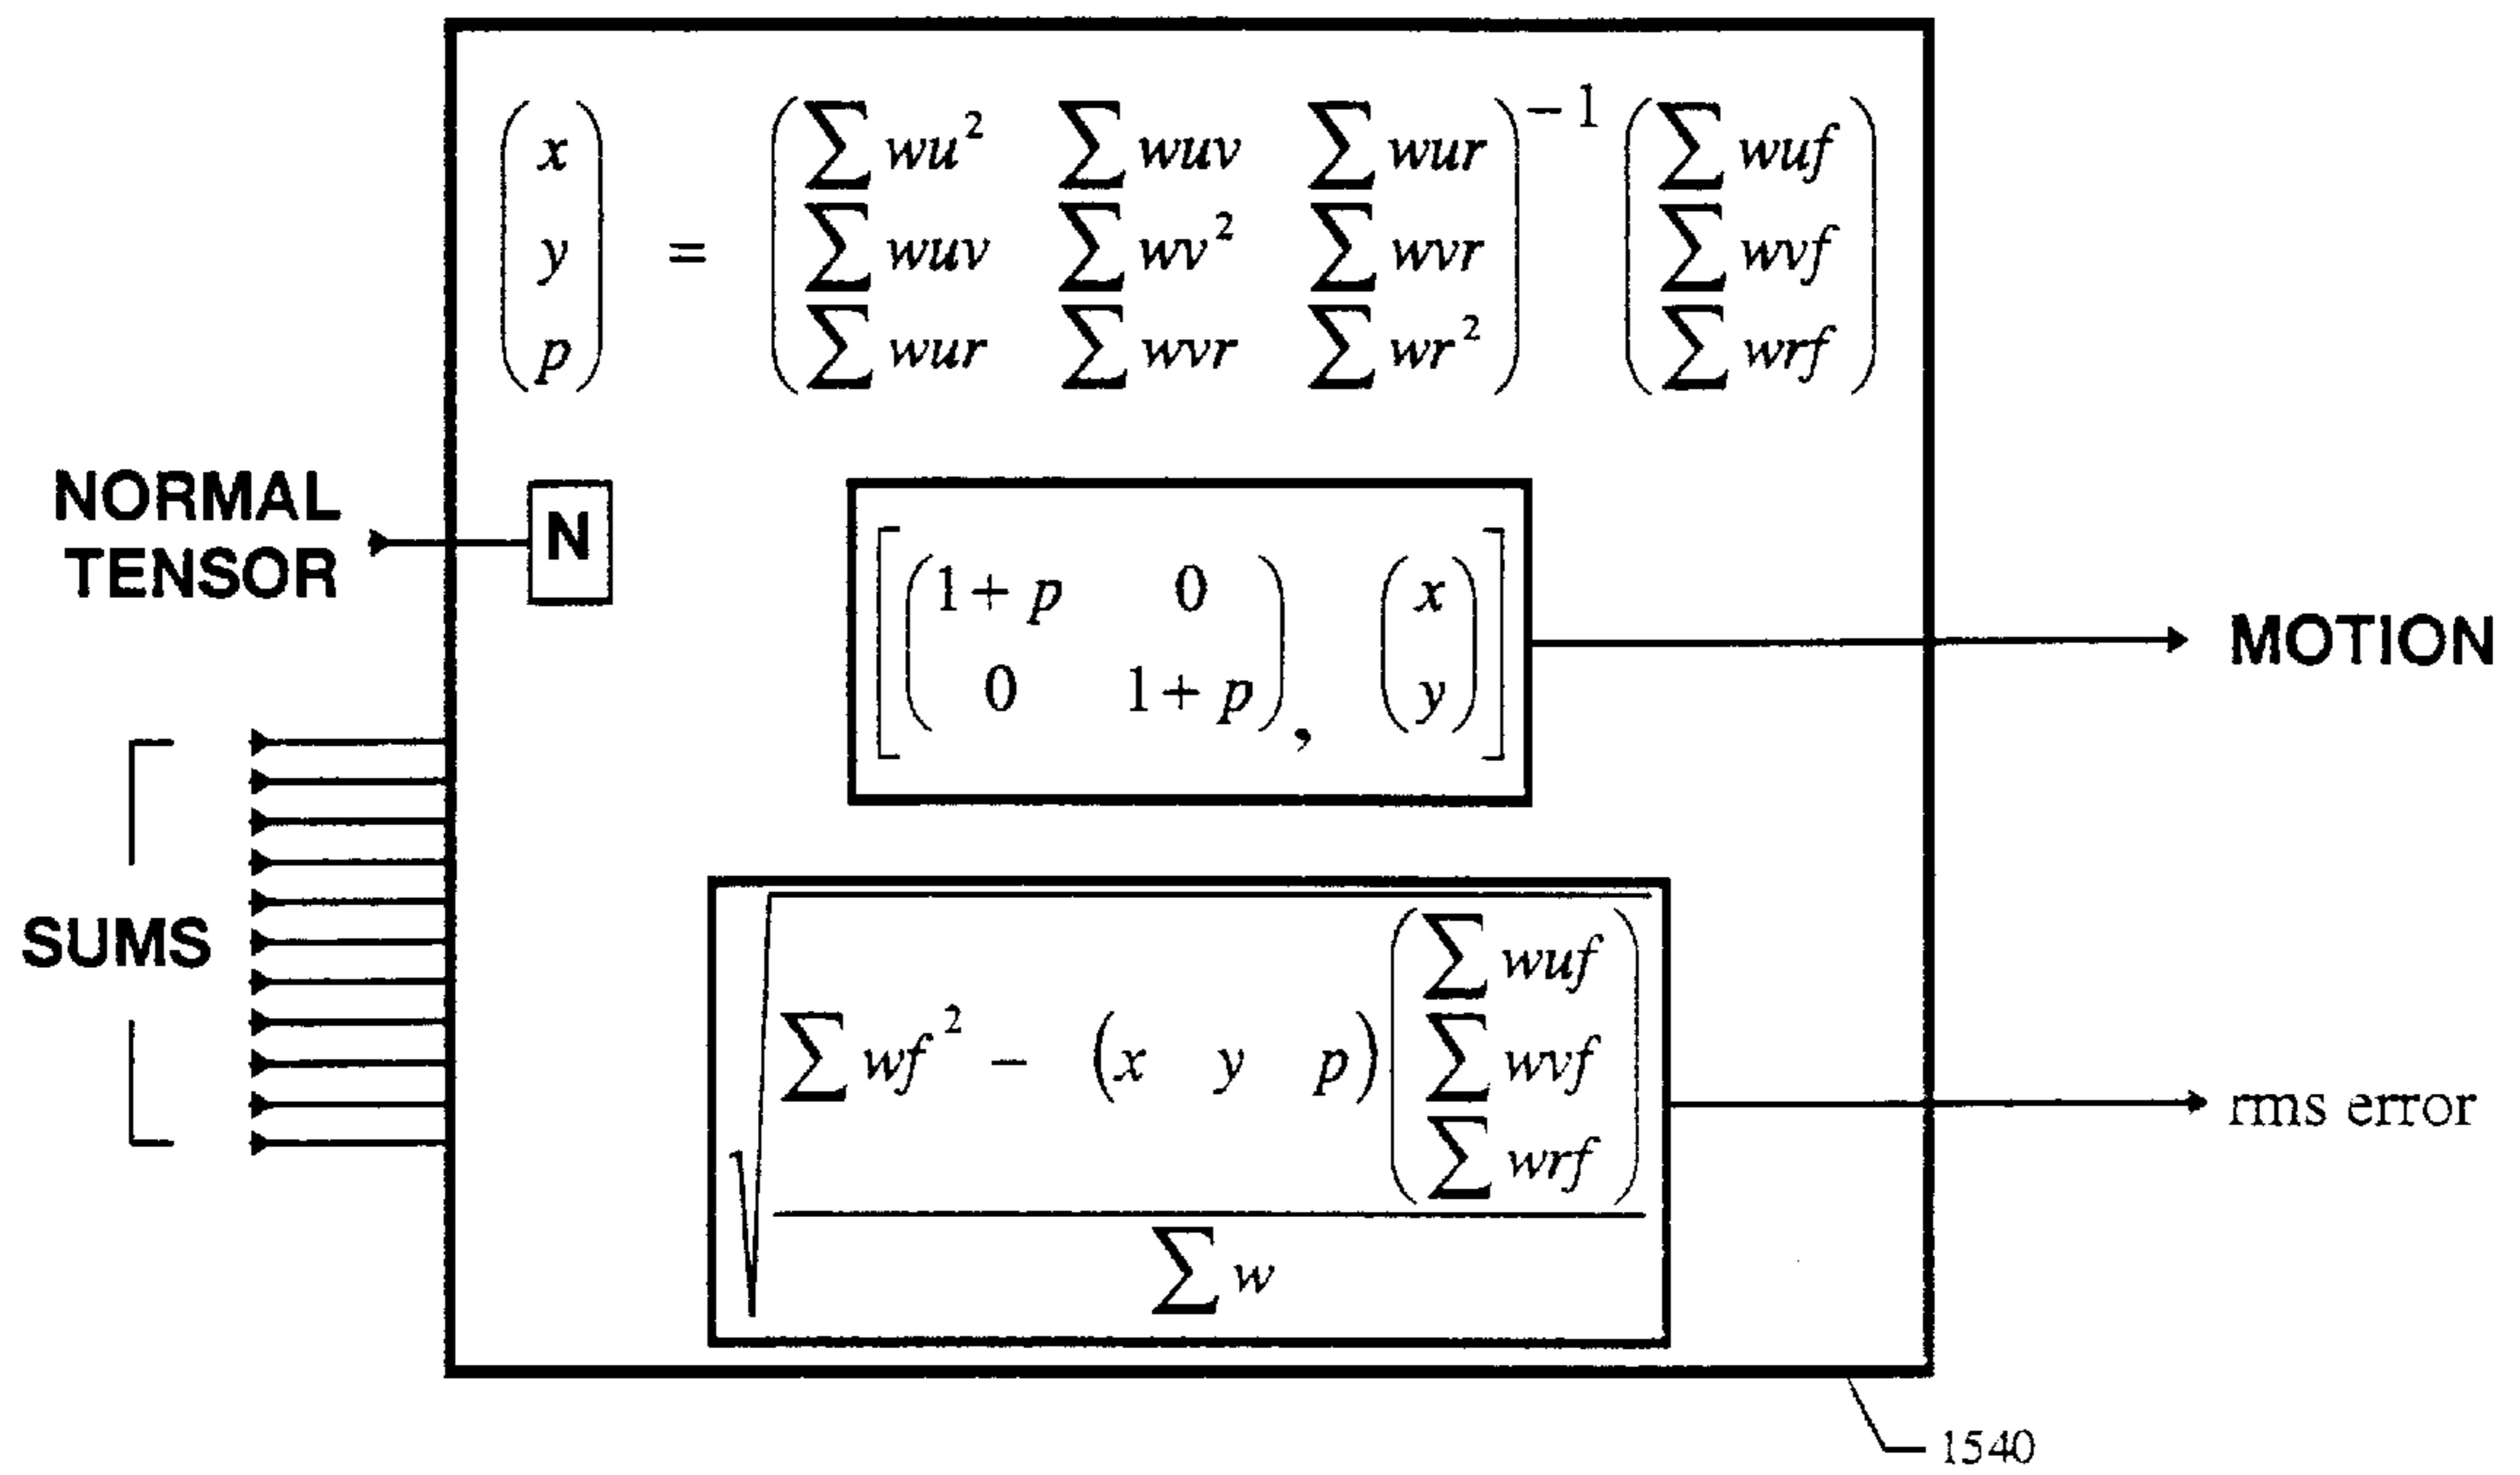 ( x ) = ( ∑ wu² ∑ wuv ∑ wur )⁻¹ ( ∑ wuf )
( y ) ( ∑ wuv ∑ wv² ∑ wvr ) ( ∑ wvf )
( p ) ( ∑ wur ∑ wvr ∑ wr² ) ( ∑ wrf )
NORMAL
TENSOR
N
[ ( 1 + p 0 ) , ( x ) ]
[ ( 0 1 + p ) ( y ) ]
MOTION
SUMS
√ ∑ wf² − ( x y p ) ( ∑ wuf )
( ∑ wvf )
( ∑ wrf )
∑ w
rms error
1540